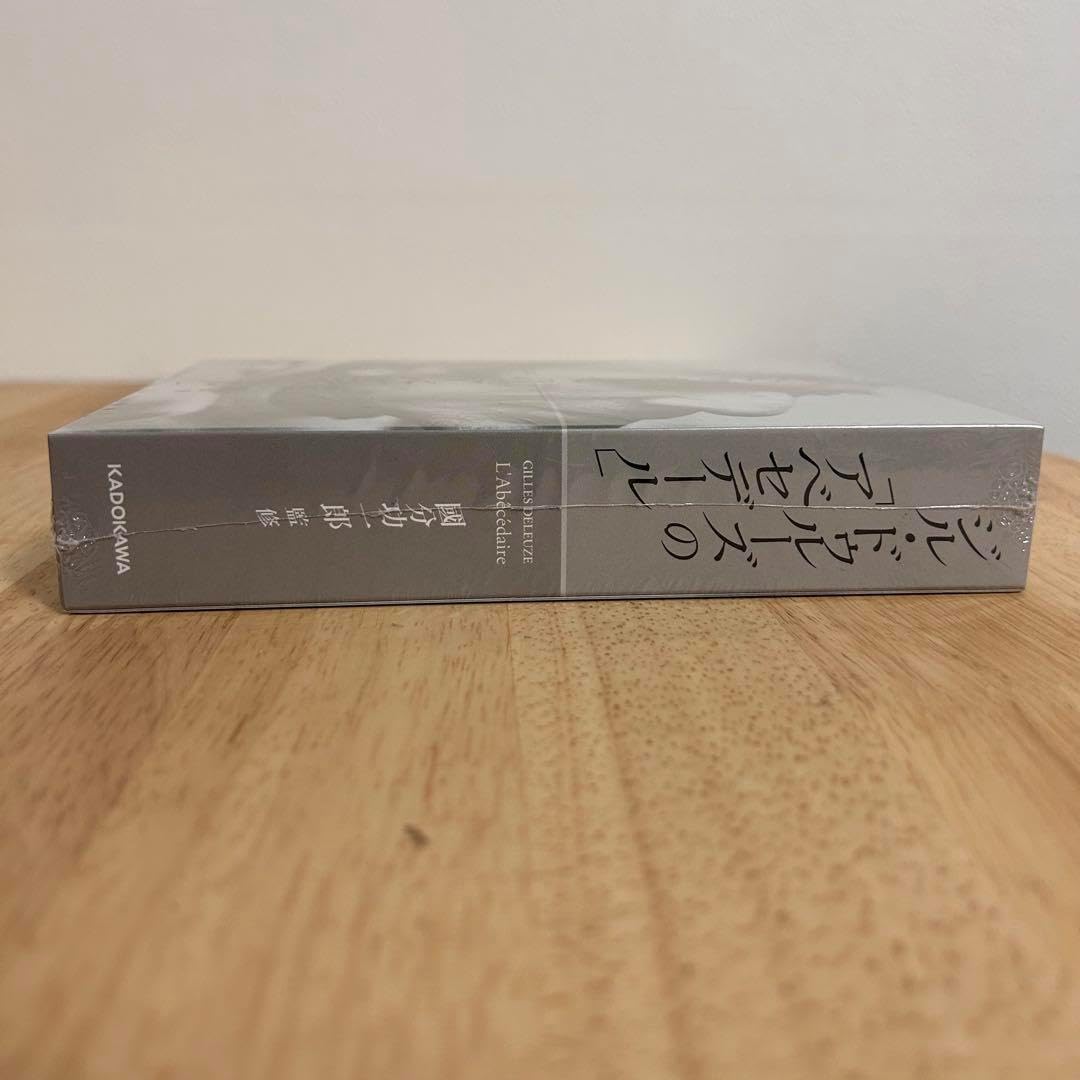 ジル・ドゥルーズの
「アベセデール」
GILLES DELEUZE
L'Abécédaire
國分功一郎 監修
KADOKAWA